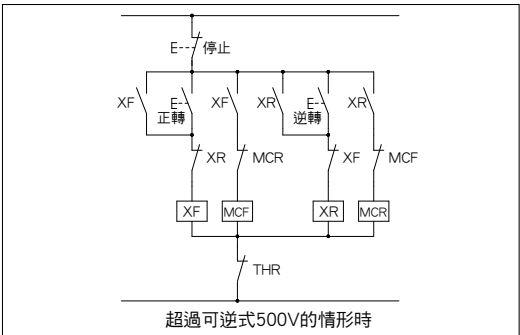 E 停止
XF E XF XR E XR
正轉 逆轉
XR MCR XF MCF
XF MCF XR MCR
THR
超過可逆式500V的情形時